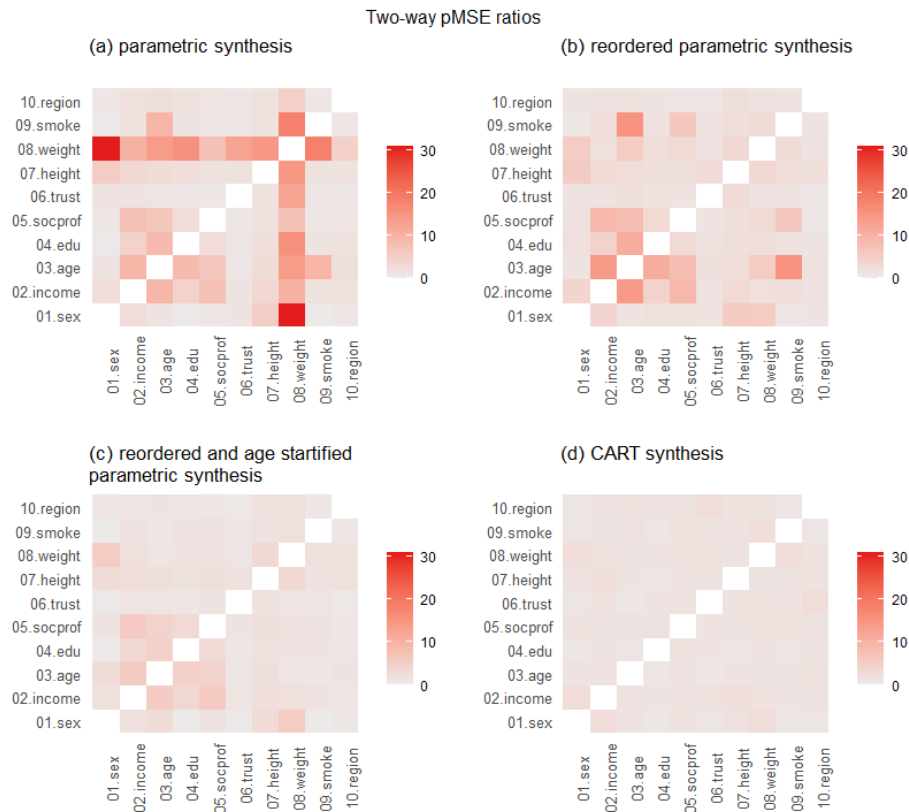 Two-way pMSE ratios
(a) parametric synthesis
10.region
09.smoke
08.weight
07.height
06.trust
05.socprof
04.edu
03.age
02.income
01.sex
01.sex
02.income
03.age
04.edu
05.socprof
06.trust
07.height
08.weight
09.smoke
10.region
30
20
10
0
(b) reordered parametric synthesis
10.region
09.smoke
08.weight
07.height
06.trust
05.socprof
04.edu
03.age
02.income
01.sex
01.sex
02.income
03.age
04.edu
05.socprof
06.trust
07.height
08.weight
09.smoke
10.region
30
20
10
0
(c) reordered and age startified
parametric synthesis
10.region
09.smoke
08.weight
07.height
06.trust
05.socprof
04.edu
03.age
02.income
01.sex
01.sex
02.income
03.age
04.edu
05.socprof
06.trust
07.height
08.weight
09.smoke
10.region
30
20
10
0
(d) CART synthesis
10.region
09.smoke
08.weight
07.height
06.trust
05.socprof
04.edu
03.age
02.income
01.sex
01.sex
02.income
03.age
04.edu
05.socprof
06.trust
07.height
08.weight
09.smoke
10.region
30
20
10
0